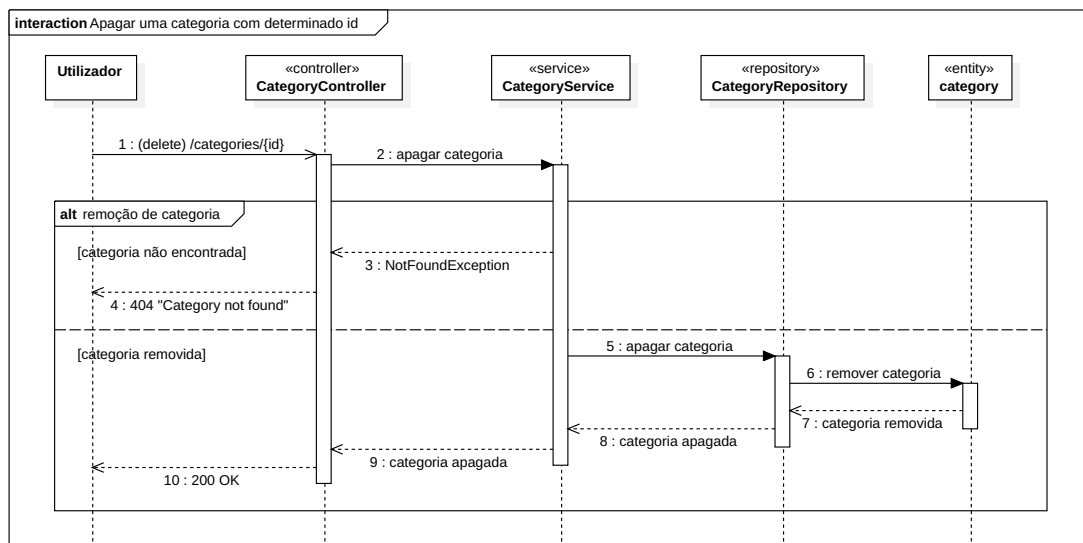 interaction Apagar uma categoria com determinado id
Utilizador
«controller»
CategoryController
«service»
CategoryService
«repository»
CategoryRepository
«entity»
category
1 : (delete) /categories/{id}
2 : apagar categoria
alt remoção de categoria
[categoria não encontrada]
3 : NotFoundException
4 : 404 "Category not found"
[categoria removida]
5 : apagar categoria
6 : remover categoria
7 : categoria removida
8 : categoria apagada
9 : categoria apagada
10 : 200 OK